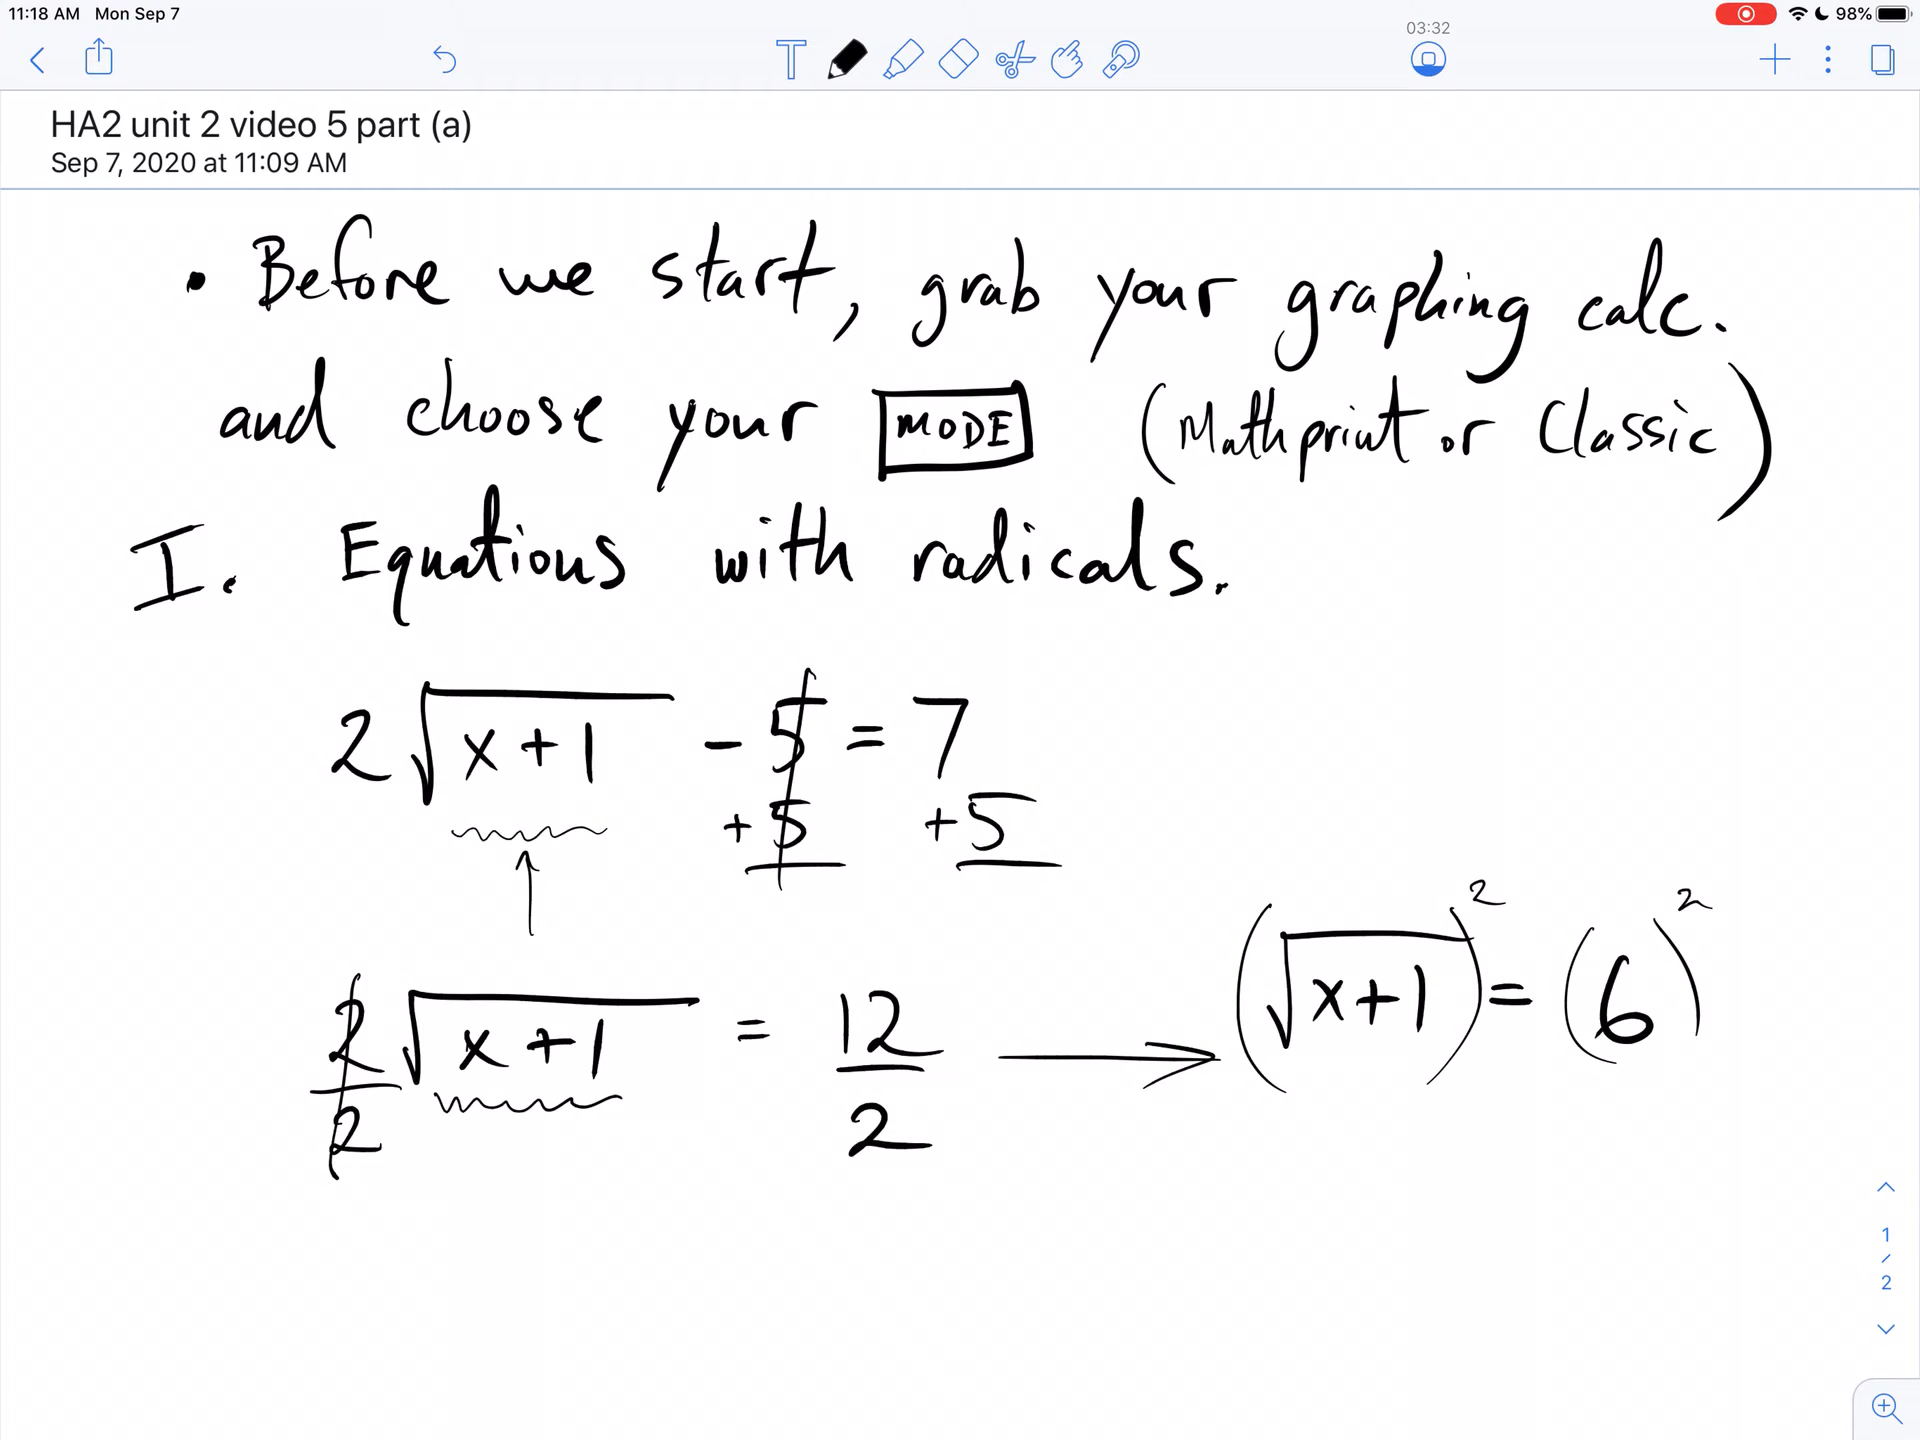 11:18 AM Mon Sep 7
98%
03:32
HA2 unit 2 video 5 part (a)
Sep 7, 2020 at 11:09 AM
• Before we start, grab your graphing calc.
and choose your MODE (Mathprint or Classic)
I. Equations with radicals.
2√(x+1) - 5 = 7
+5 +5
(√(x+1))² = (6)²
2√(x+1) = 12
2 2
1
/
2